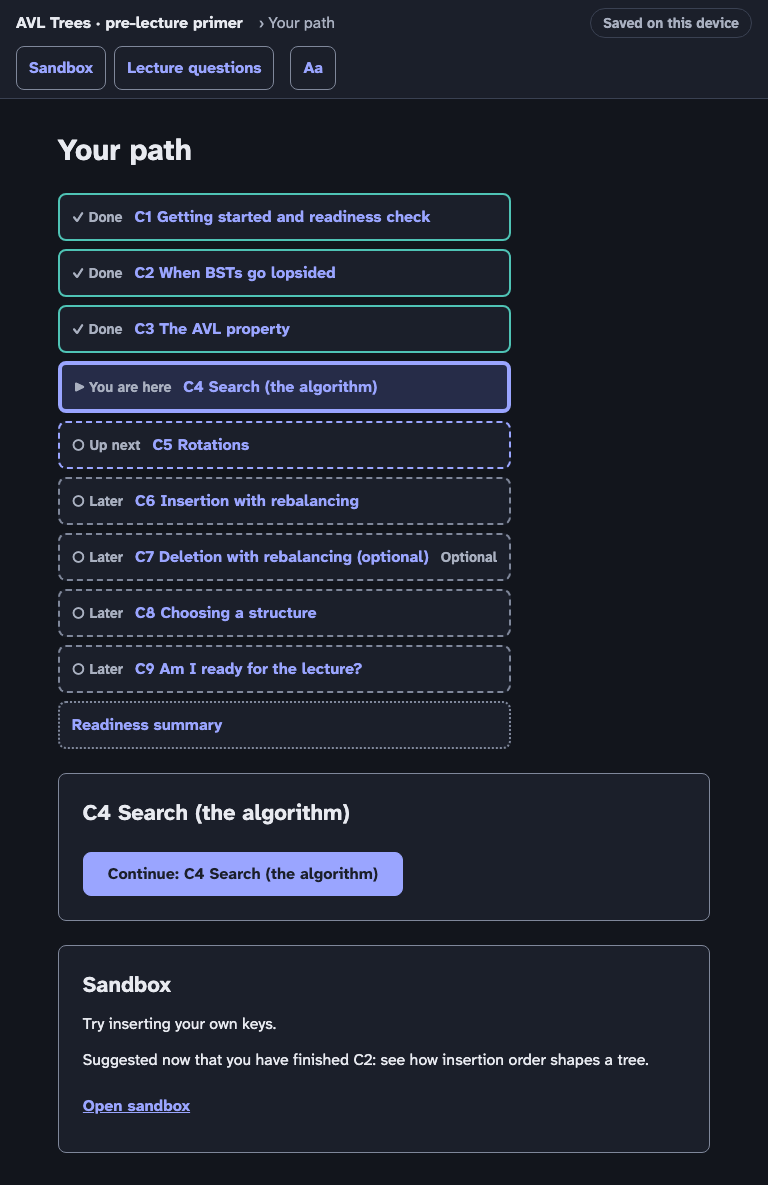 AVL Trees · pre-lecture primer › Your path Saved on this device
Sandbox Lecture questions Aa
Your path
✓ Done C1 Getting started and readiness check
✓ Done C2 When BSTs go lopsided
✓ Done C3 The AVL property
▶ You are here C4 Search (the algorithm)
○ Up next C5 Rotations
○ Later C6 Insertion with rebalancing
○ Later C7 Deletion with rebalancing (optional) Optional
○ Later C8 Choosing a structure
○ Later C9 Am I ready for the lecture?
Readiness summary
C4 Search (the algorithm)
Continue: C4 Search (the algorithm)
Sandbox
Try inserting your own keys.
Suggested now that you have finished C2: see how insertion order shapes a tree.
Open sandbox